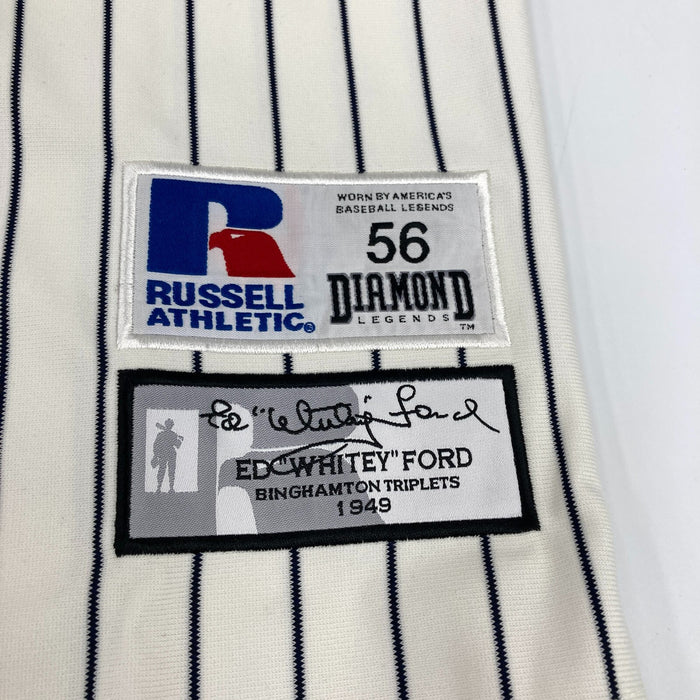 RUSSELL
ATHLETIC®
WORN BY AMERICA'S
BASEBALL LEGENDS
56
DIAMOND
LEGENDS ™
Ed "Whitey" Ford
ED "WHITEY" FORD
BINGHAMTON TRIPLETS
1949